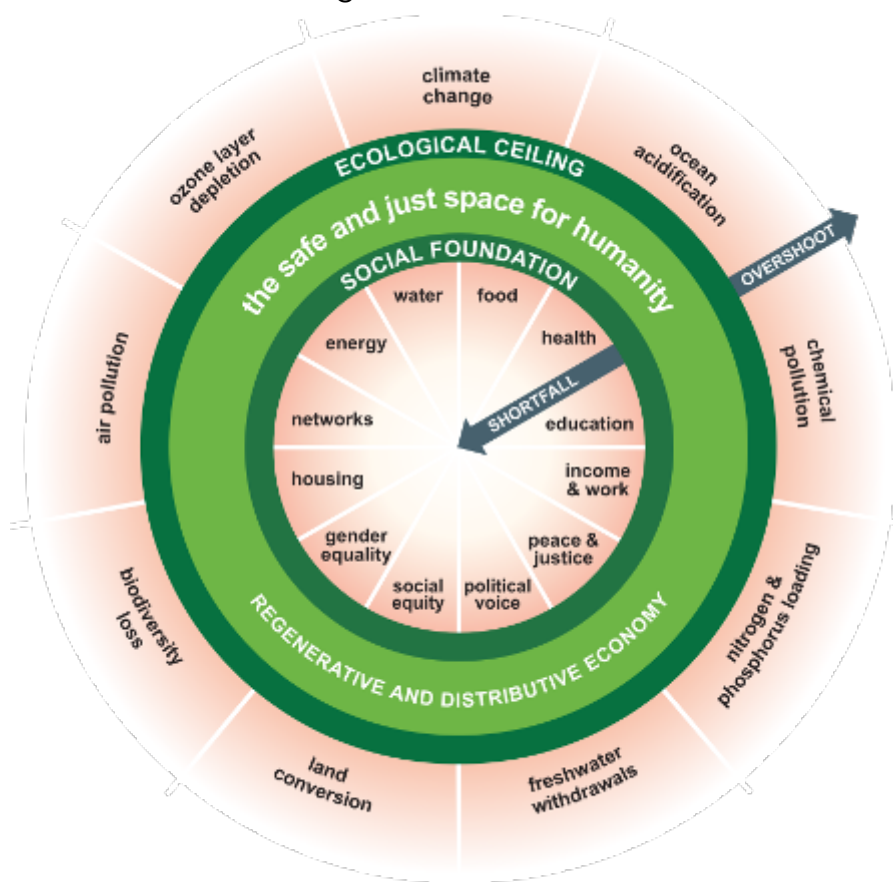 climate
change
ocean
acidification
chemical
pollution
nitrogen &
phosphorus loading
freshwater
withdrawals
land
conversion
biodiversity
loss
air pollution
ozone layer
depletion
OVERSHOOT
ECOLOGICAL CEILING
the safe and just space for humanity
SOCIAL FOUNDATION
water
food
health
SHORTFALL
education
income
& work
peace &
justice
political
voice
social
equity
gender
equality
housing
networks
energy
REGENERATIVE AND DISTRIBUTIVE ECONOMY